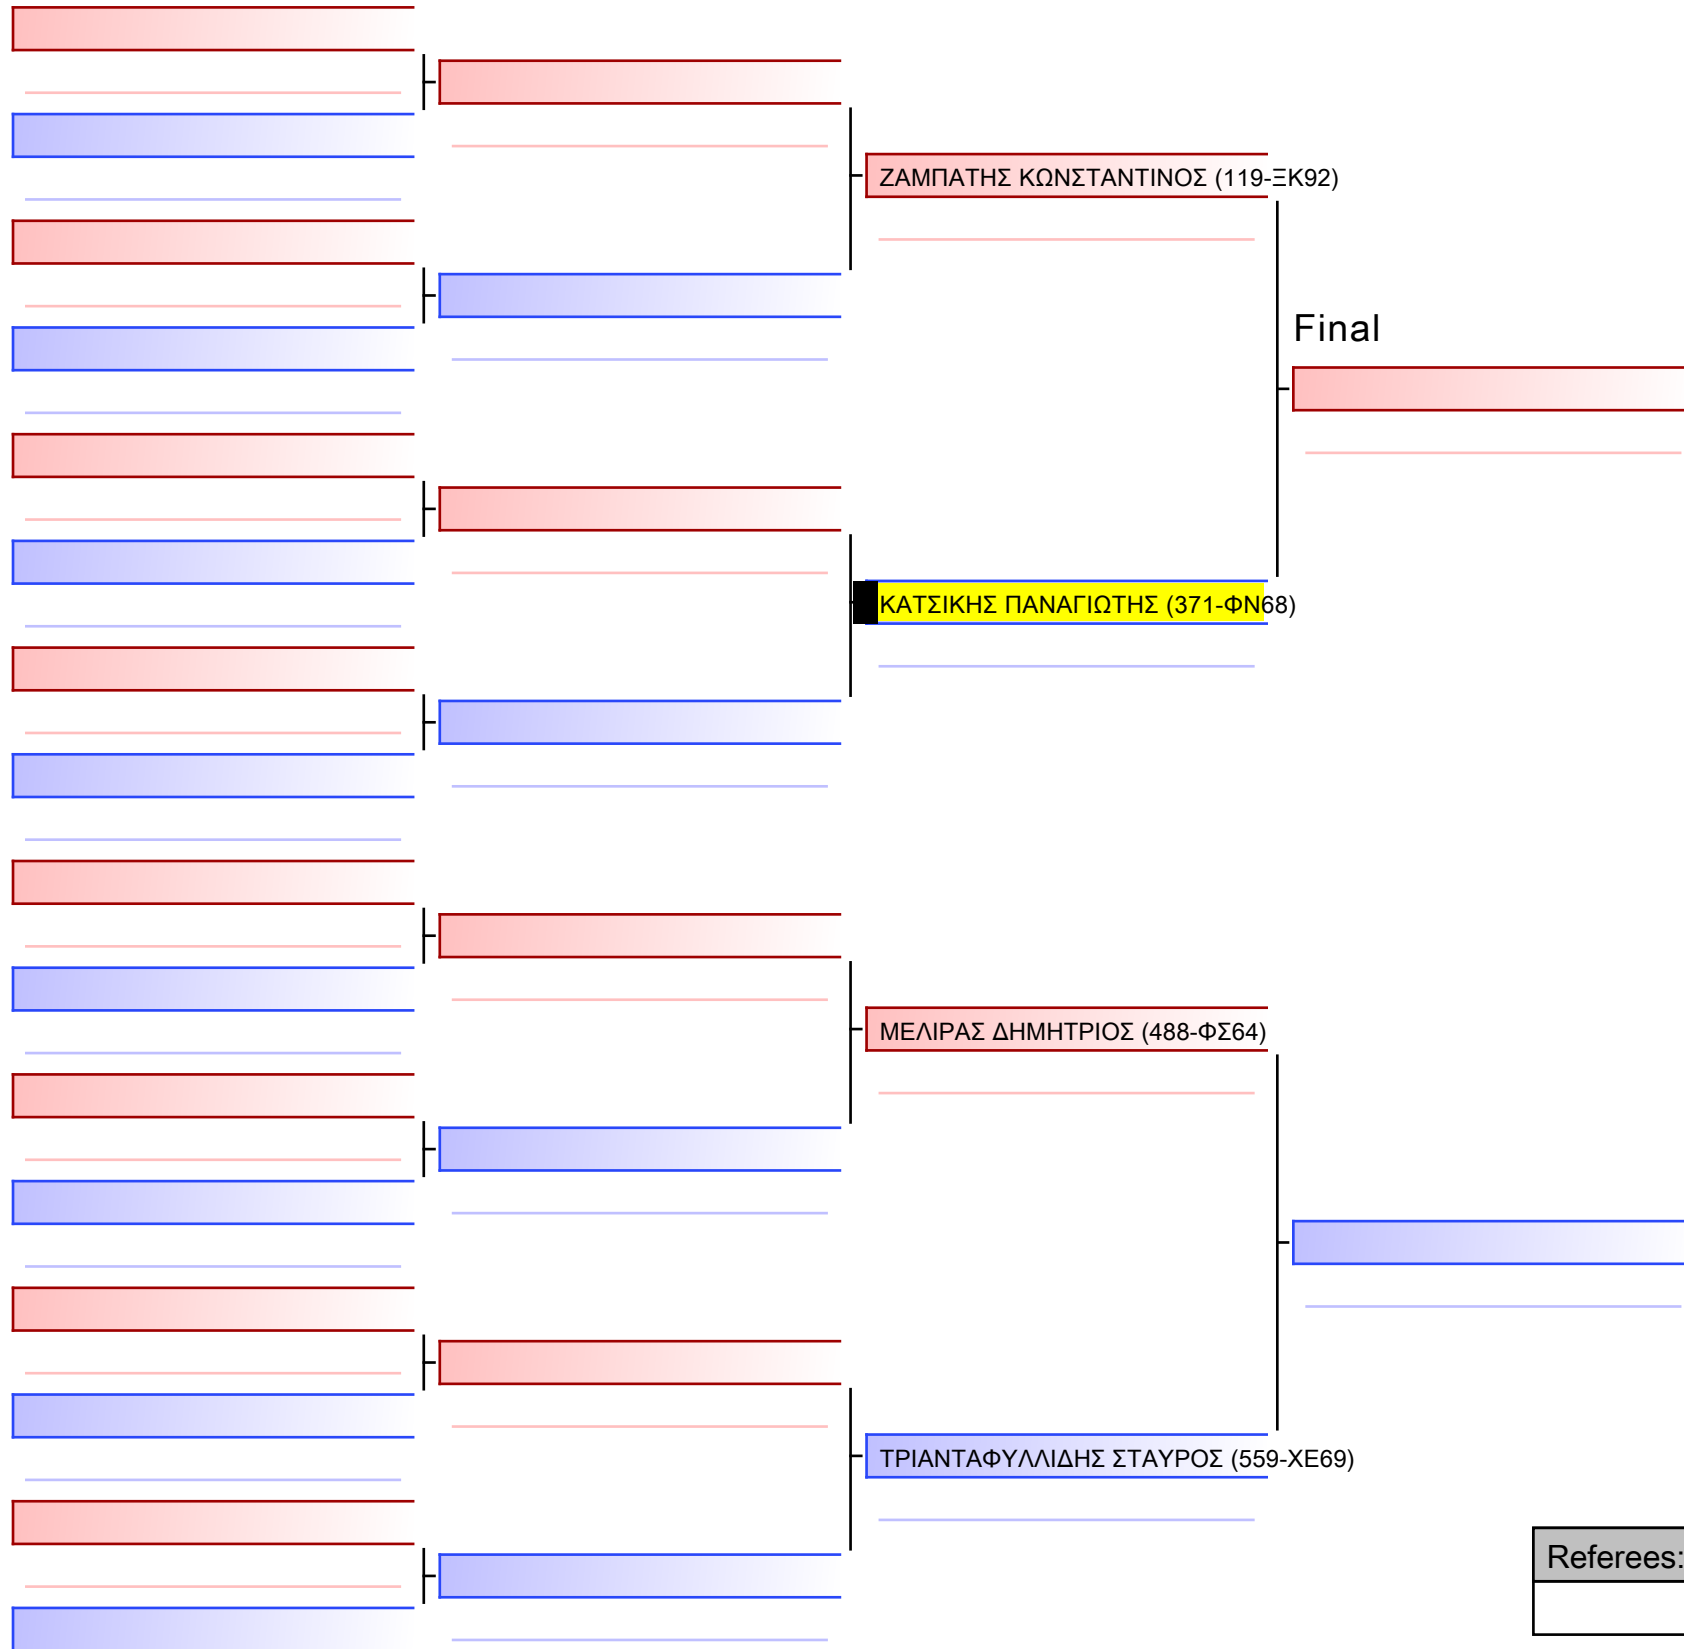 ΖΑΜΠΑΤΗΣ ΚΩΝΣΤΑΝΤΙΝΟΣ (119-ΞΚ92)
Final
ΚΑΤΣΙΚΗΣ ΠΑΝΑΓΙΩΤΗΣ (371-ΦΝ68)
ΜΕΛΙΡΑΣ ΔΗΜΗΤΡΙΟΣ (488-ΦΣ64)
ΤΡΙΑΝΤΑΦΥΛΛΙΔΗΣ ΣΤΑΥΡΟΣ (559-ΧΕ69)
Referees: